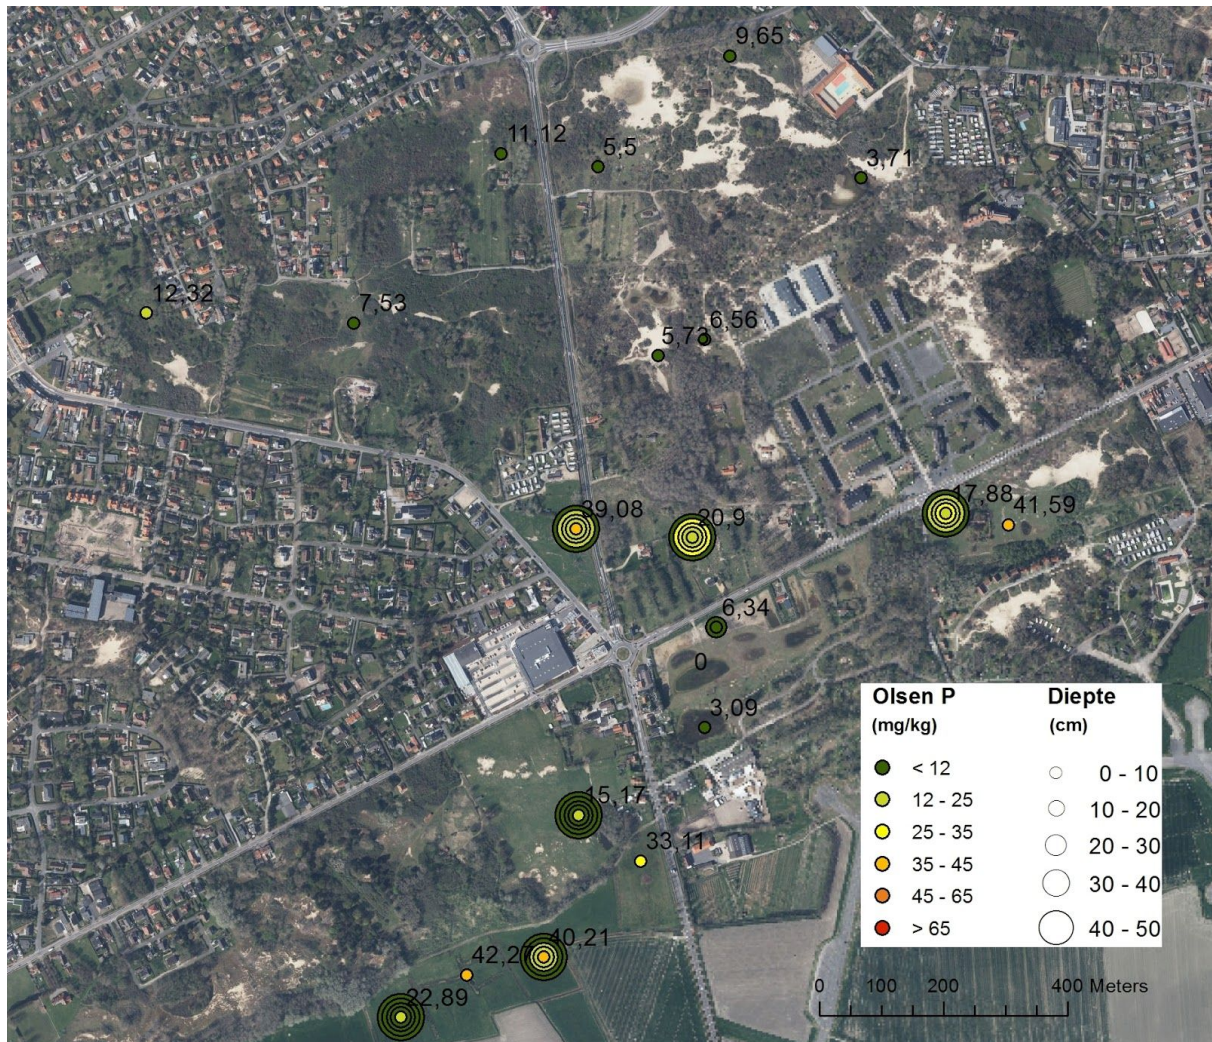 9,65
11,12
5,5
3,71
12,32
7,53
5,73
6,56
39,08
20,9
17,88
41,59
6,34
0
3,09
15,17
33,11
42,27
40,21
22,89
Olsen P
(mg/kg)
< 12
12 - 25
25 - 35
35 - 45
45 - 65
> 65
Diepte
(cm)
0 - 10
10 - 20
20 - 30
30 - 40
40 - 50
0 200 400 Meters